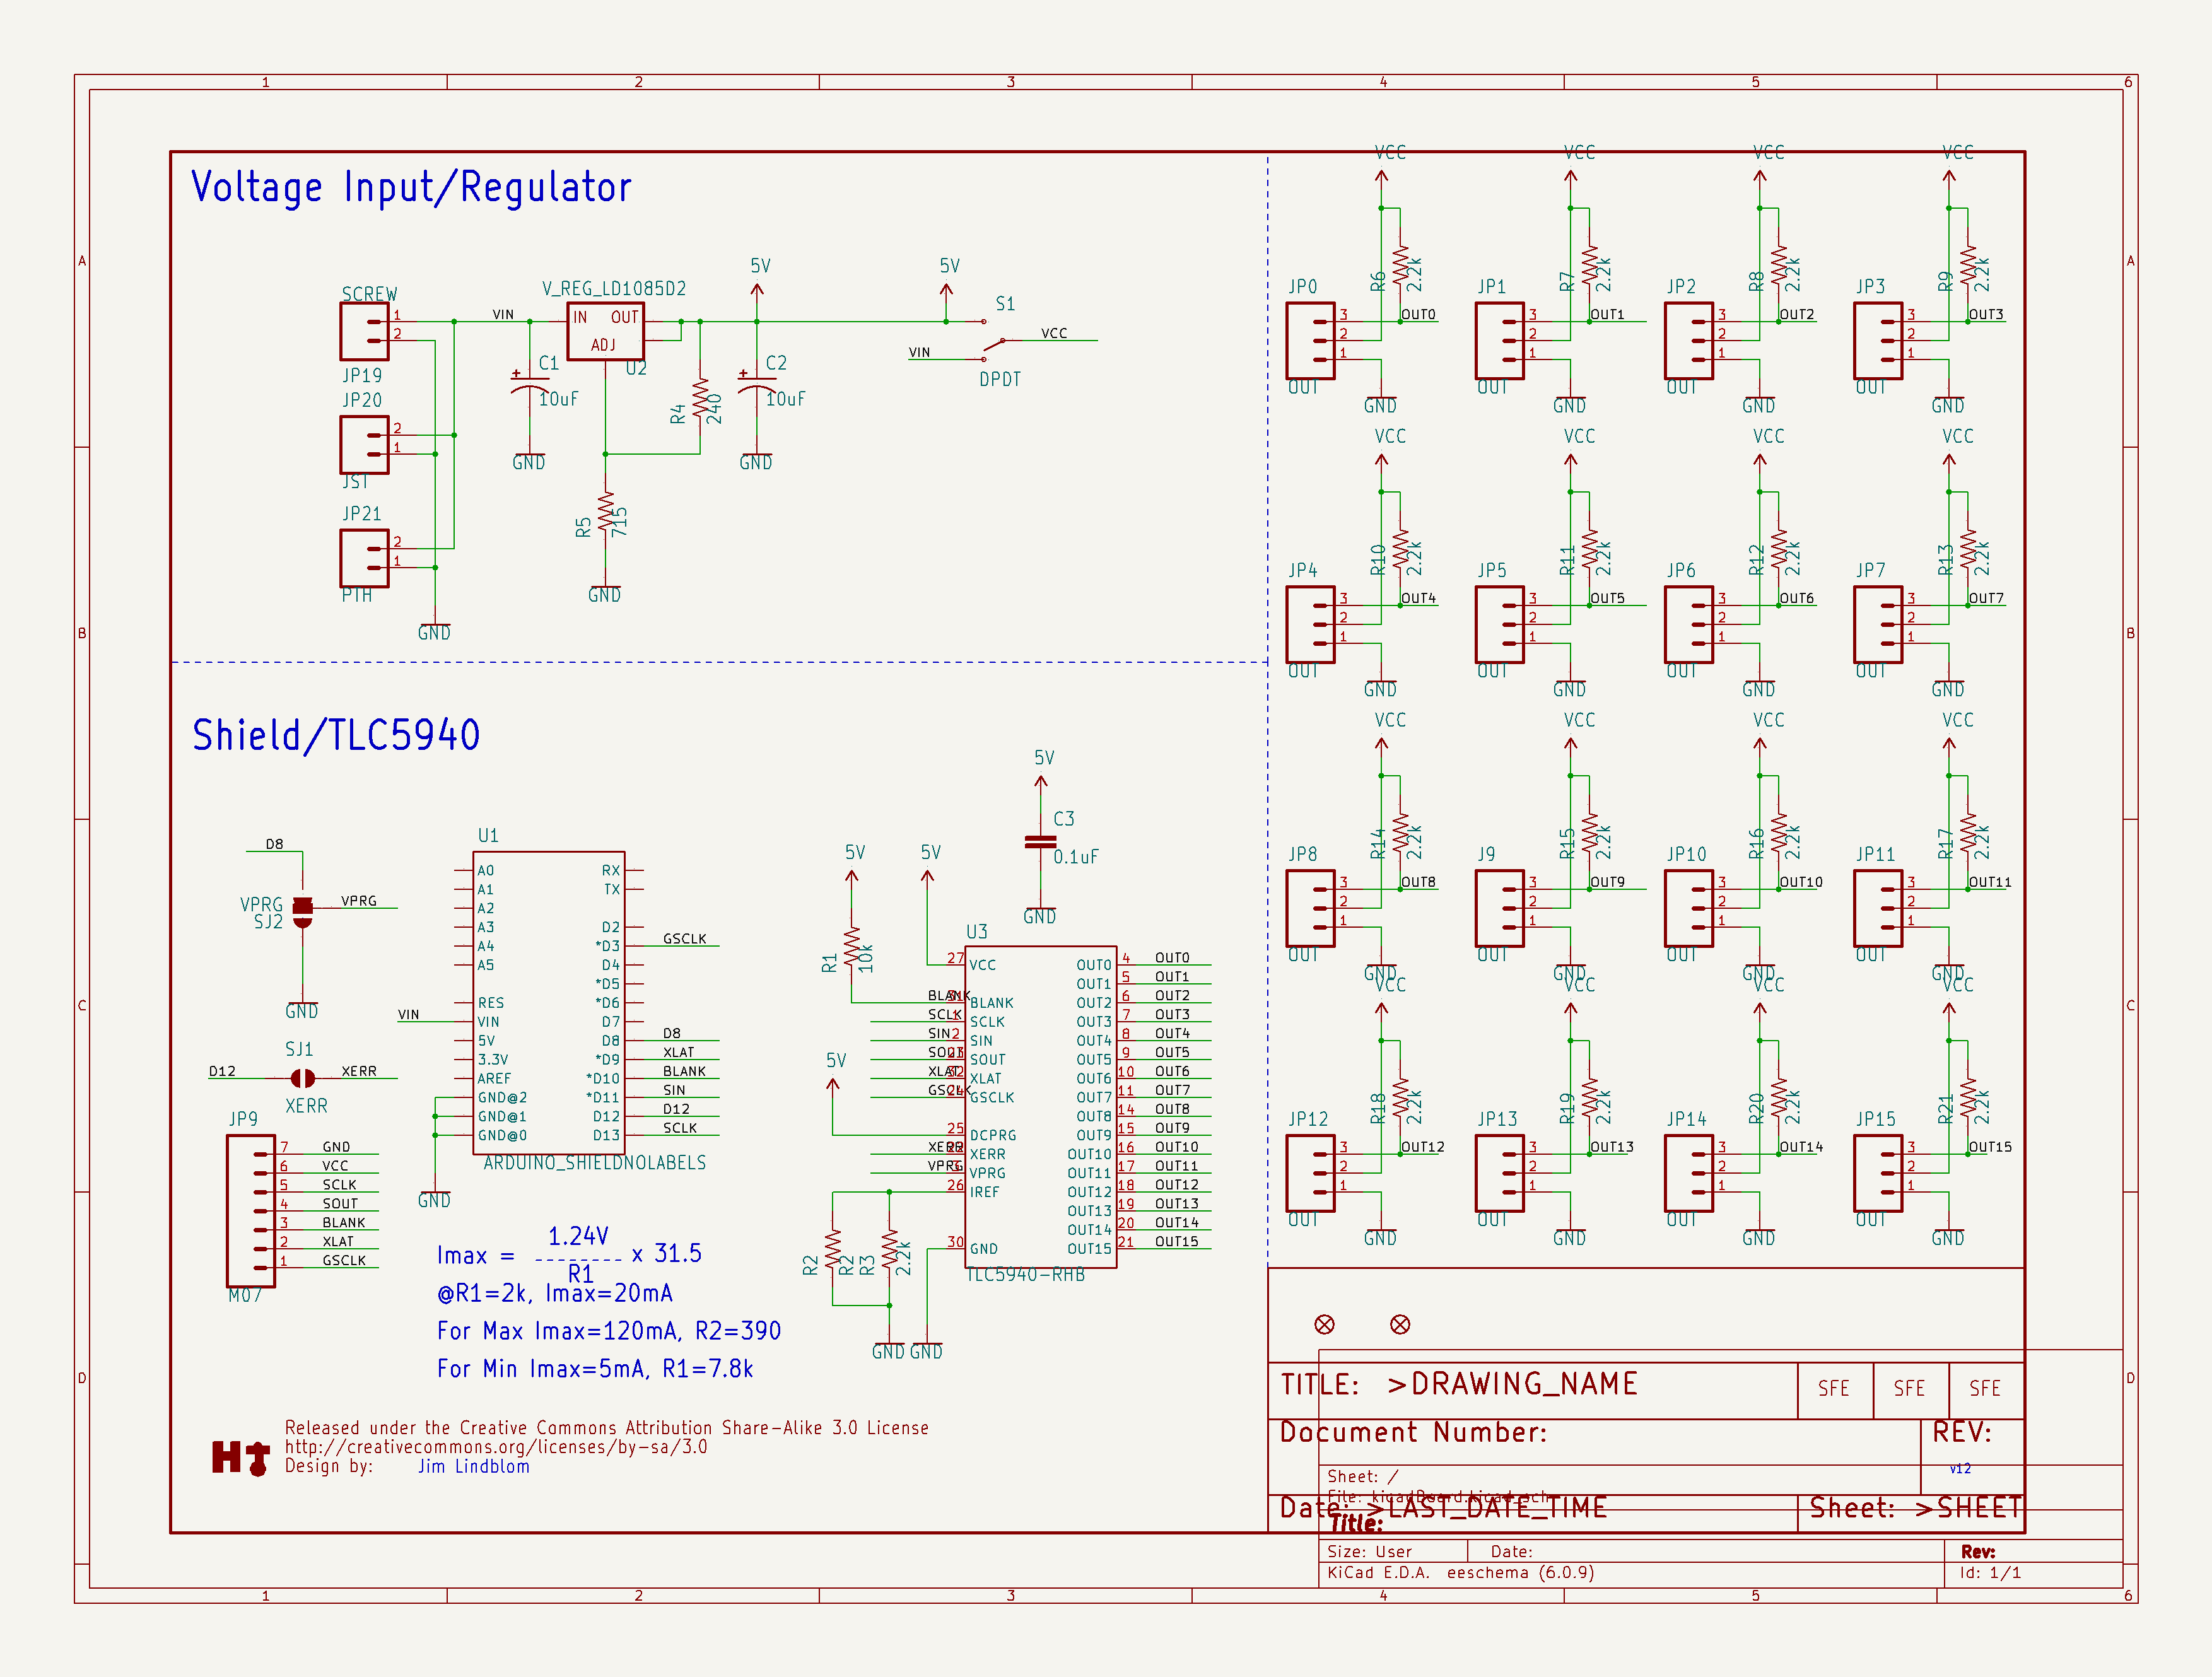 1 2 3 4 5 6
A
B
C
D
Voltage Input/Regulator
SCREW
1
2
JP19
JP20
2
1
JST
JP21
2
1
PTH
GND
VIN
V_REG_LD1085D2
IN OUT
ADJ
U2
C1
10uF
GND
R5
715
GND
R4
240
5V
C2
10uF
GND
5V
S1
VIN
VCC
DPDT
Shield/TLC5940
D8
VPRG
SJ2
VPRG
GND
SJ1
D12
XERR
XERR
JP9
7 GND
6 VCC
5 SCLK
4 SOUT
3 BLANK
2 XLAT
1 GSCLK
M07
U1
A0 RX
A1 TX
A2
A3 D2
A4 *D3 GSCLK
A5 D4
*D5
RES *D6
VIN VIN D7
5V D8 D8
3.3V *D9 XLAT
AREF *D10 BLANK
GND@2 *D11 SIN
GND@1 D12 D12
GND@0 D13 SCLK
ARDUINO_SHIELDNOLABELS
GND
5V
C3
0.1uF
GND
5V
5V
R1
10k
U3
27 VCC OUT0 4 OUT0
OUT1 5 OUT1
BLANK BLANK OUT2 6 OUT2
SCLK 1 SCLK OUT3 7 OUT3
SIN 2 SIN OUT4 8 OUT4
SOUT SOUT OUT5 9 OUT5
XLAT XLAT OUT6 10 OUT6
GSCLK GSCLK OUT7 11 OUT7
OUT8 14 OUT8
25 DCPRG OUT9 15 OUT9
XERR XERR OUT10 16 OUT10
VPRG VPRG OUT11 17 OUT11
26 IREF OUT12 18 OUT12
OUT13 19 OUT13
OUT14 20 OUT14
30 GND OUT15 21 OUT15
TLC5940-RHB
5V
R2
R2
R3
2.2k
GND GND
Imax = 1.24V
-------- x 31.5
R1
@R1=2k, Imax=20mA
For Max Imax=120mA, R2=390
For Min Imax=5mA, R1=7.8k
Released under the Creative Commons Attribution Share-Alike 3.0 License
http://creativecommons.org/licenses/by-sa/3.0
Design by: Jim Lindblom
VCC VCC VCC VCC
R6 2.2k R7 2.2k R8 2.2k R9 2.2k
JP0 JP1 JP2 JP3
3 OUT0 3 OUT1 3 OUT2 3 OUT3
2 2 2 2
1 1 1 1
OUT OUT OUT OUT
GND GND GND GND
VCC VCC VCC VCC
R10 2.2k R11 2.2k R12 2.2k R13 2.2k
JP4 JP5 JP6 JP7
3 OUT4 3 OUT5 3 OUT6 3 OUT7
2 2 2 2
1 1 1 1
OUT OUT OUT OUT
GND GND GND GND
VCC VCC VCC VCC
R14 2.2k R15 2.2k R16 2.2k R17 2.2k
JP8 J9 JP10 JP11
3 OUT8 3 OUT9 3 OUT10 3 OUT11
2 2 2 2
1 1 1 1
OUT OUT OUT OUT
GND GND GND GND
VCC VCC VCC VCC
R18 2.2k R19 2.2k R20 2.2k R21 2.2k
JP12 JP13 JP14 JP15
3 OUT12 3 OUT13 3 OUT14 3 OUT15
2 2 2 2
1 1 1 1
OUT OUT OUT OUT
GND GND GND GND
TITLE: >DRAWING_NAME
SFE SFE SFE
Document Number:
REV:
v12
Sheet: /
File: kicadBoard.kicad_sch
Date: >LAST_DATE_TIME
Sheet: >SHEET
Title:
Size: User Date: Rev:
KiCad E.D.A. eeschema (6.0.9) Id: 1/1
A
B
C
D
1 2 3 4 5 6